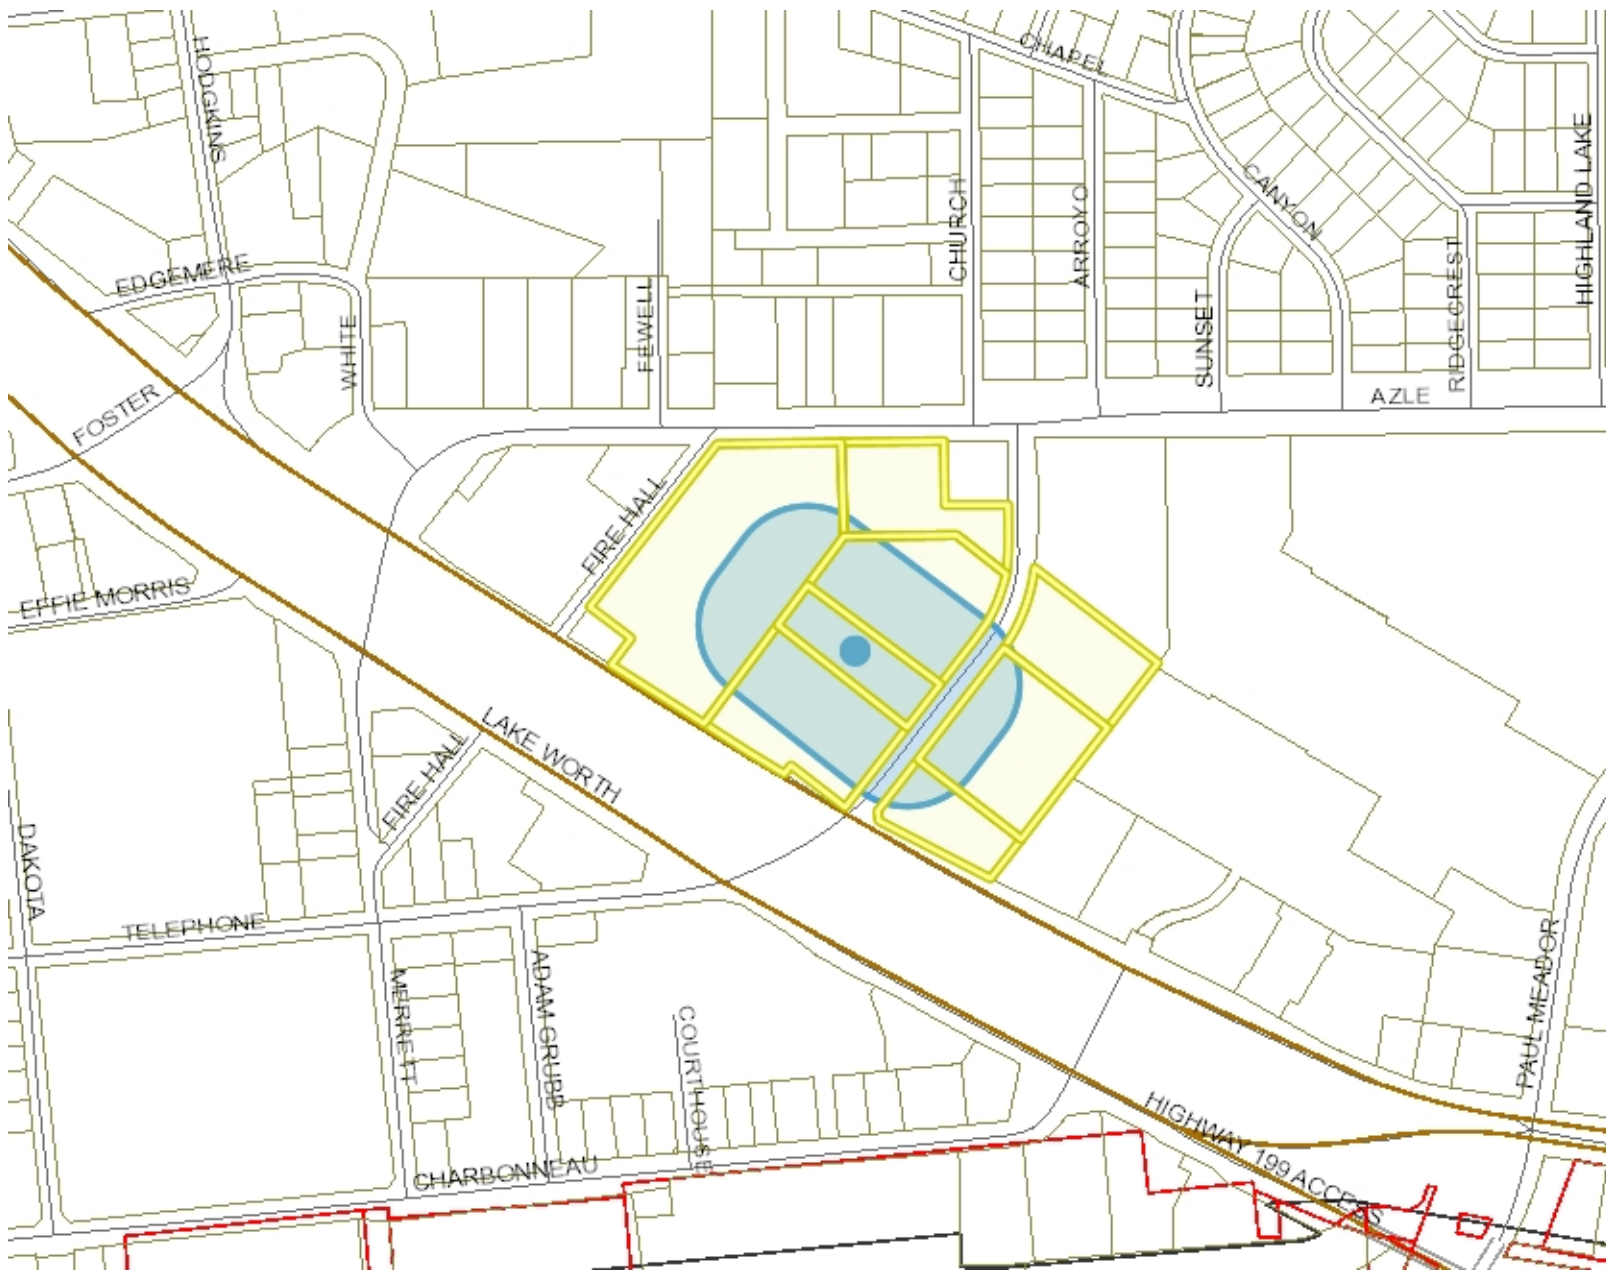 CHAPEL
HODGKINS
HIGHLAND LAKE
CANYON
CHURCH
ARROYO
EDGEMERE
RIDGECREST
FEWELL
SUNSET
WHITE
AZLE
FOSTER
FIRE HALL
EFFIE MORRIS
LAKE WORTH
FIRE HALL
DAKOTA
TELEPHONE
PAUL MEADOR
ADAM GRUBB
MERRETT
COURTHOUSE
HIGHWAY 199 ACCESS
CHARBONNEAU